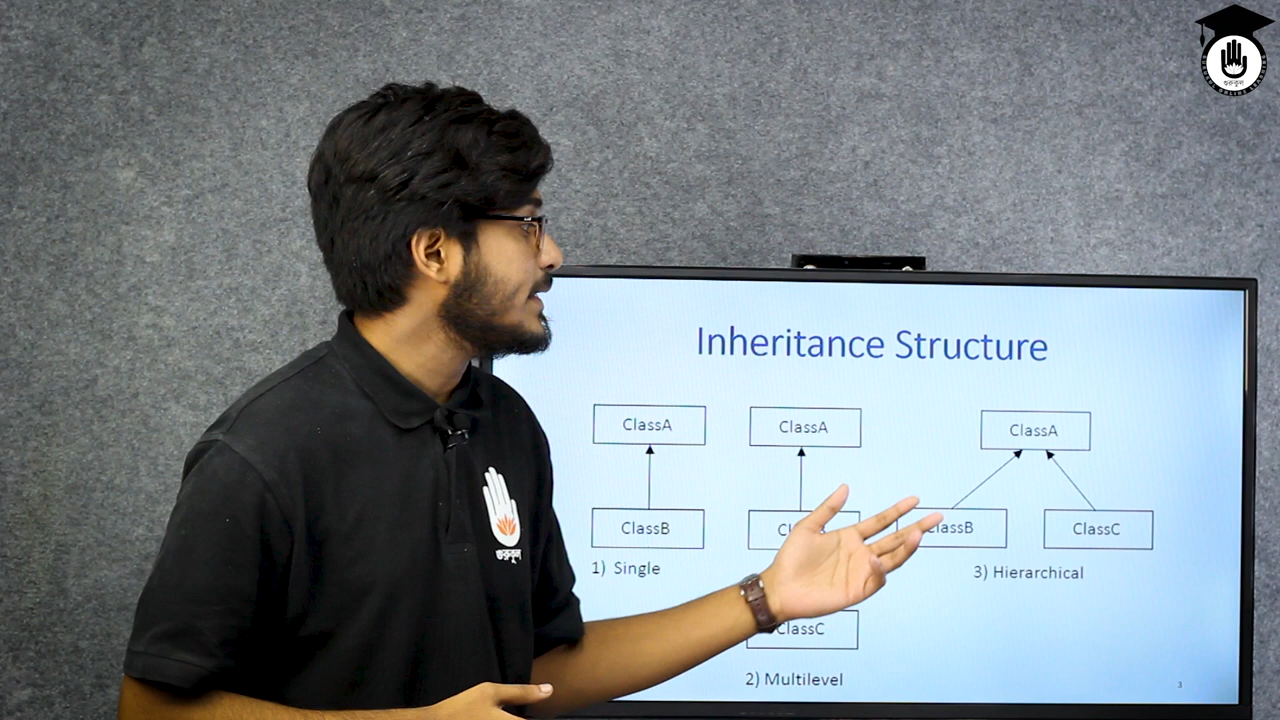 গুরুকুল
Inheritance Structure
ClassA
ClassA
ClassA
ClassB
ClassB
ClassC
1) Single
3) Hierarchical
গুরুকুল
ClassC
2) Multilevel
3